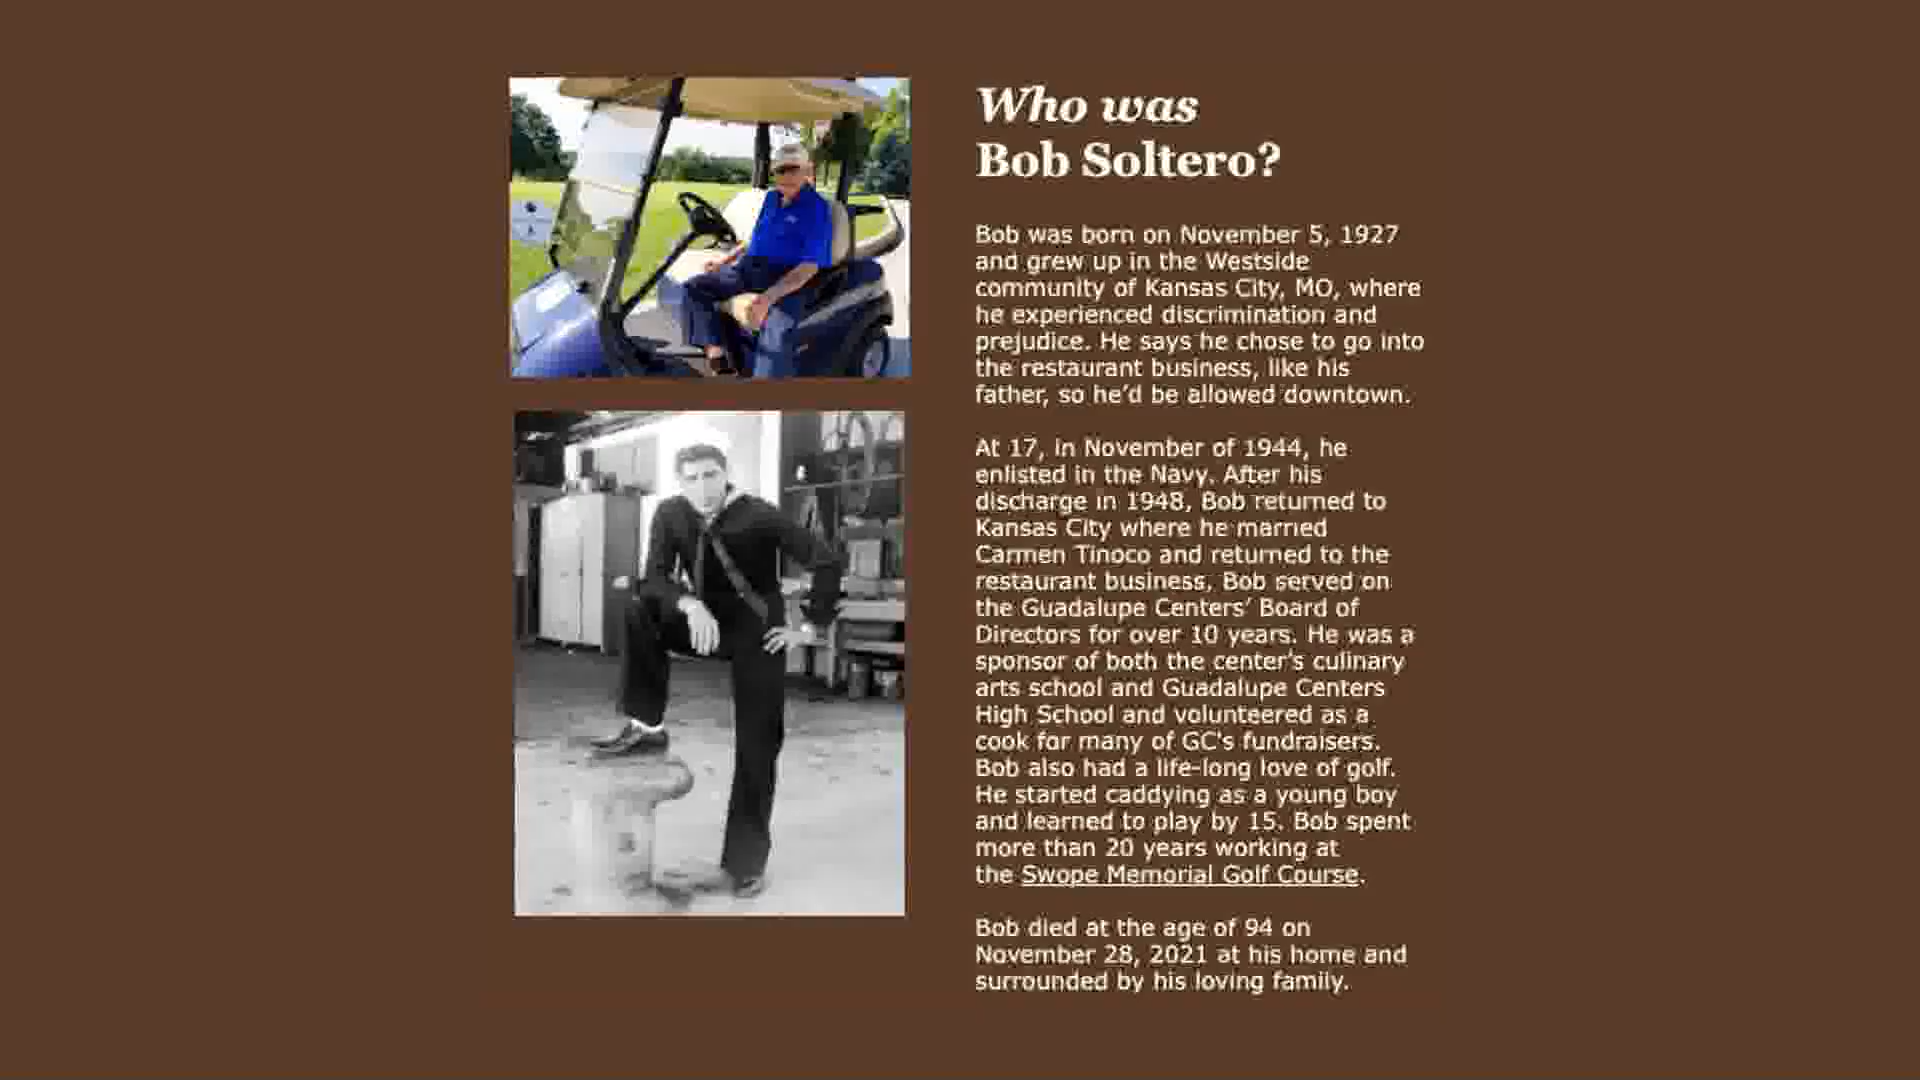 Who was
Bob Soltero?
Bob was born on November 5, 1927
and grew up in the Westside
community of Kansas City, MO, where
he experienced discrimination and
prejudice. He says he chose to go into
the restaurant business, like his
father, so he’d be allowed downtown.
At 17, in November of 1944, he
enlisted in the Navy. After his
discharge in 1948, Bob returned to
Kansas City where he married
Carmen Tinoco and returned to the
restaurant business. Bob served on
the Guadalupe Centers’ Board of
Directors for over 10 years. He was a
sponsor of both the center’s culinary
arts school and Guadalupe Centers
High School and volunteered as a
cook for many of GC's fundraisers.
Bob also had a life-long love of golf.
He started caddying as a young boy
and learned to play by 15. Bob spent
more than 20 years working at
the Swope Memorial Golf Course.
Bob died at the age of 94 on
November 28, 2021 at his home and
surrounded by his loving family.